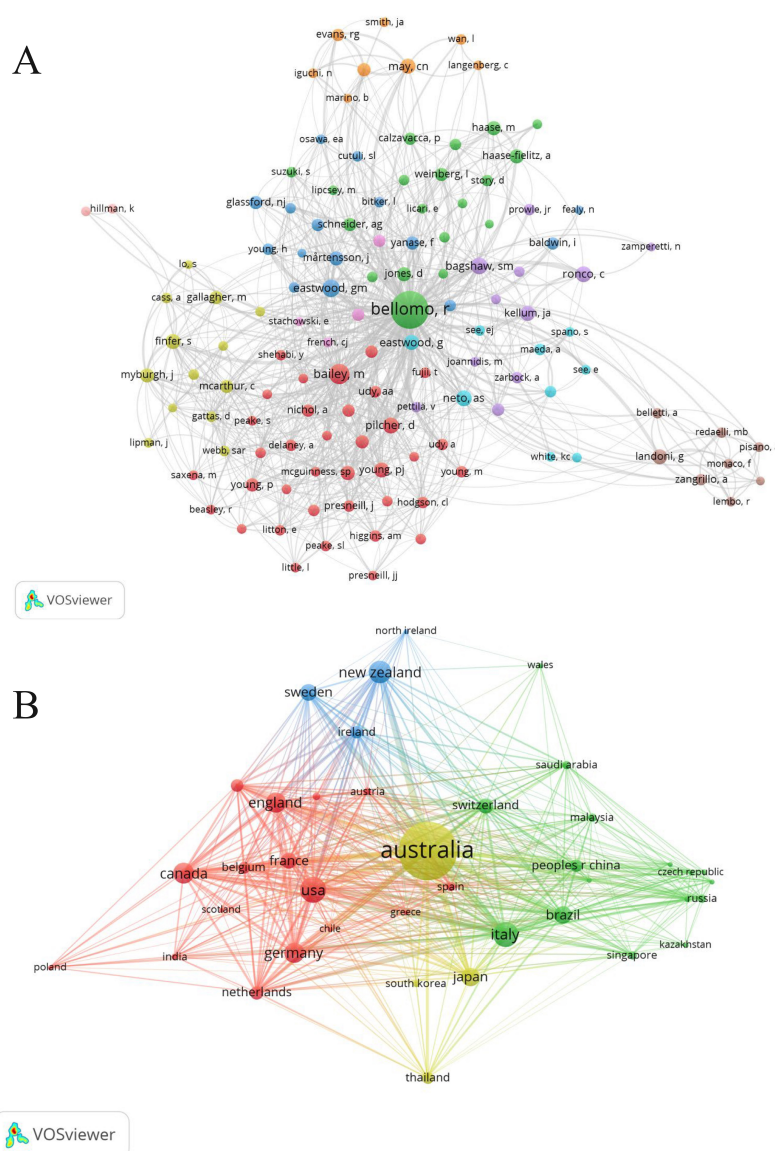 A
smith, ja
evans, rg
wan, l
may, cn
langenberg, c
iguchi, n
marino, b
haase, m
osawa, ea
calzavacca, p
cutuli, sl
haase-fielitz, a
suzuki, s
weinberg, l
story, d
lipcsey, m
glassford, nj
bitker, l
licari, e
prowle, jr
fealy, n
hillman, k
schneider, ag
young, h
yanase, f
baldwin, i
zamperetti, n
mårtensson, j
lo, s
jones, d
bagshaw, sm
ronco, c
eastwood, gm
cass, a
gallagher, m
bellomo, r
kellum, ja
stachowski, e
see, ej
spano, s
finfer, s
french, cj
eastwood, g
maeda, a
shehabi, y
joannidis, m
see, e
myburgh, j
bailey, m
fujii, t
zarbock, a
mcarthur, c
udy, aa
neto, as
gattas, d
peake, s
nichol, a
pettila, v
belletti, a
pilcher, d
redaelli, mb
lipman, j
webb, sar
delaney, a
udy, a
pisano,
white, kc
landoni, g
monaco, f
saxena, m
mcguinness, sp
young, pj
young, m
zangrillo, a
young, p
lembo, r
beasley, r
presneill, j
hodgson, cl
litton, e
higgins, am
peake, sl
little, l
presneill, jj
VOSviewer
B
north ireland
wales
new zealand
sweden
ireland
saudi arabia
austria
england
switzerland
malaysia
australia
france
peoples r china
canada
belgium
czech republic
usa
spain
russia
scotland
greece
brazil
chile
italy
kazakhstan
germany
india
singapore
poland
japan
south korea
netherlands
thailand
VOSviewer